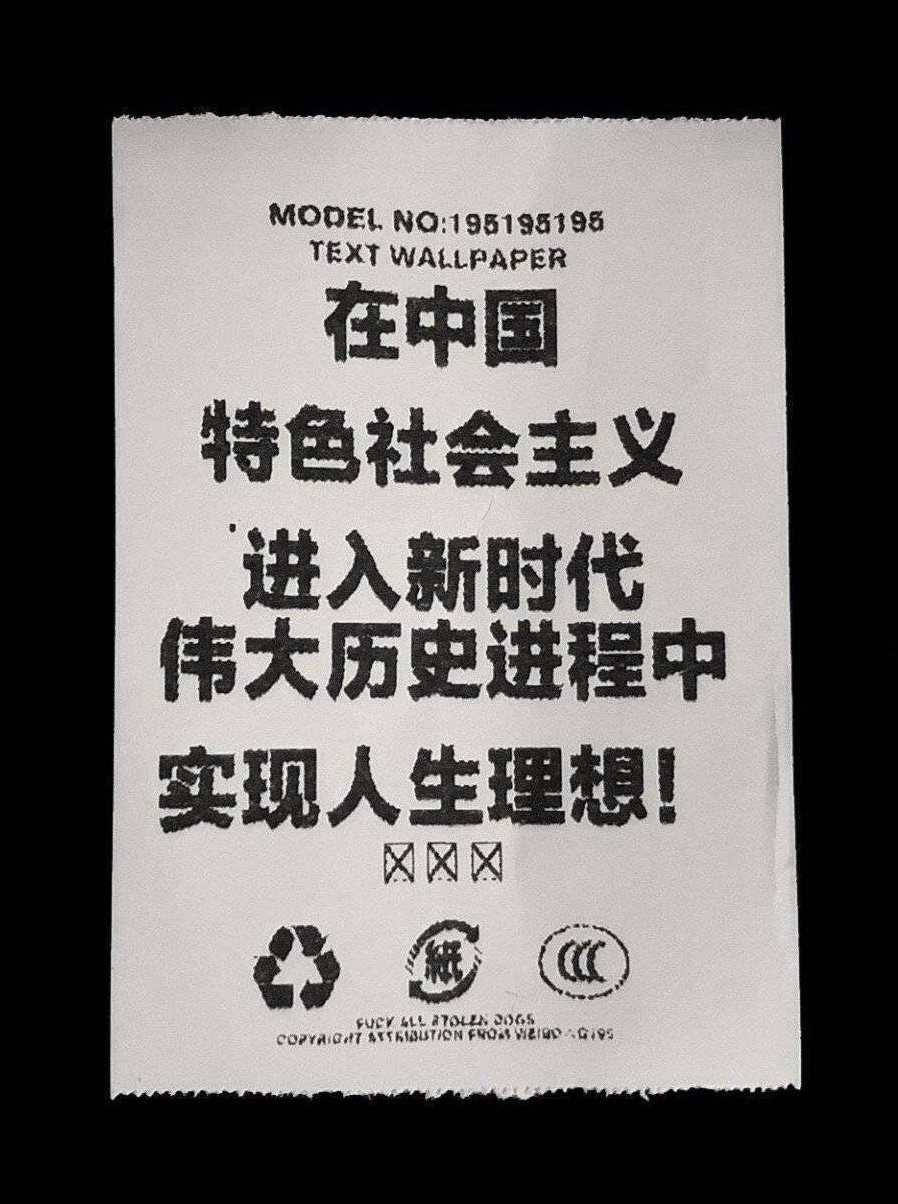 MODEL NO:195195195
TEXT WALLPAPER
在中国
特色社会主义
进入新时代
伟大历史进程中
实现人生理想!
紙
FUCK ALL STOLEN DOGS
COPYRIGHT ATTRIBUTION FROM WEIBO